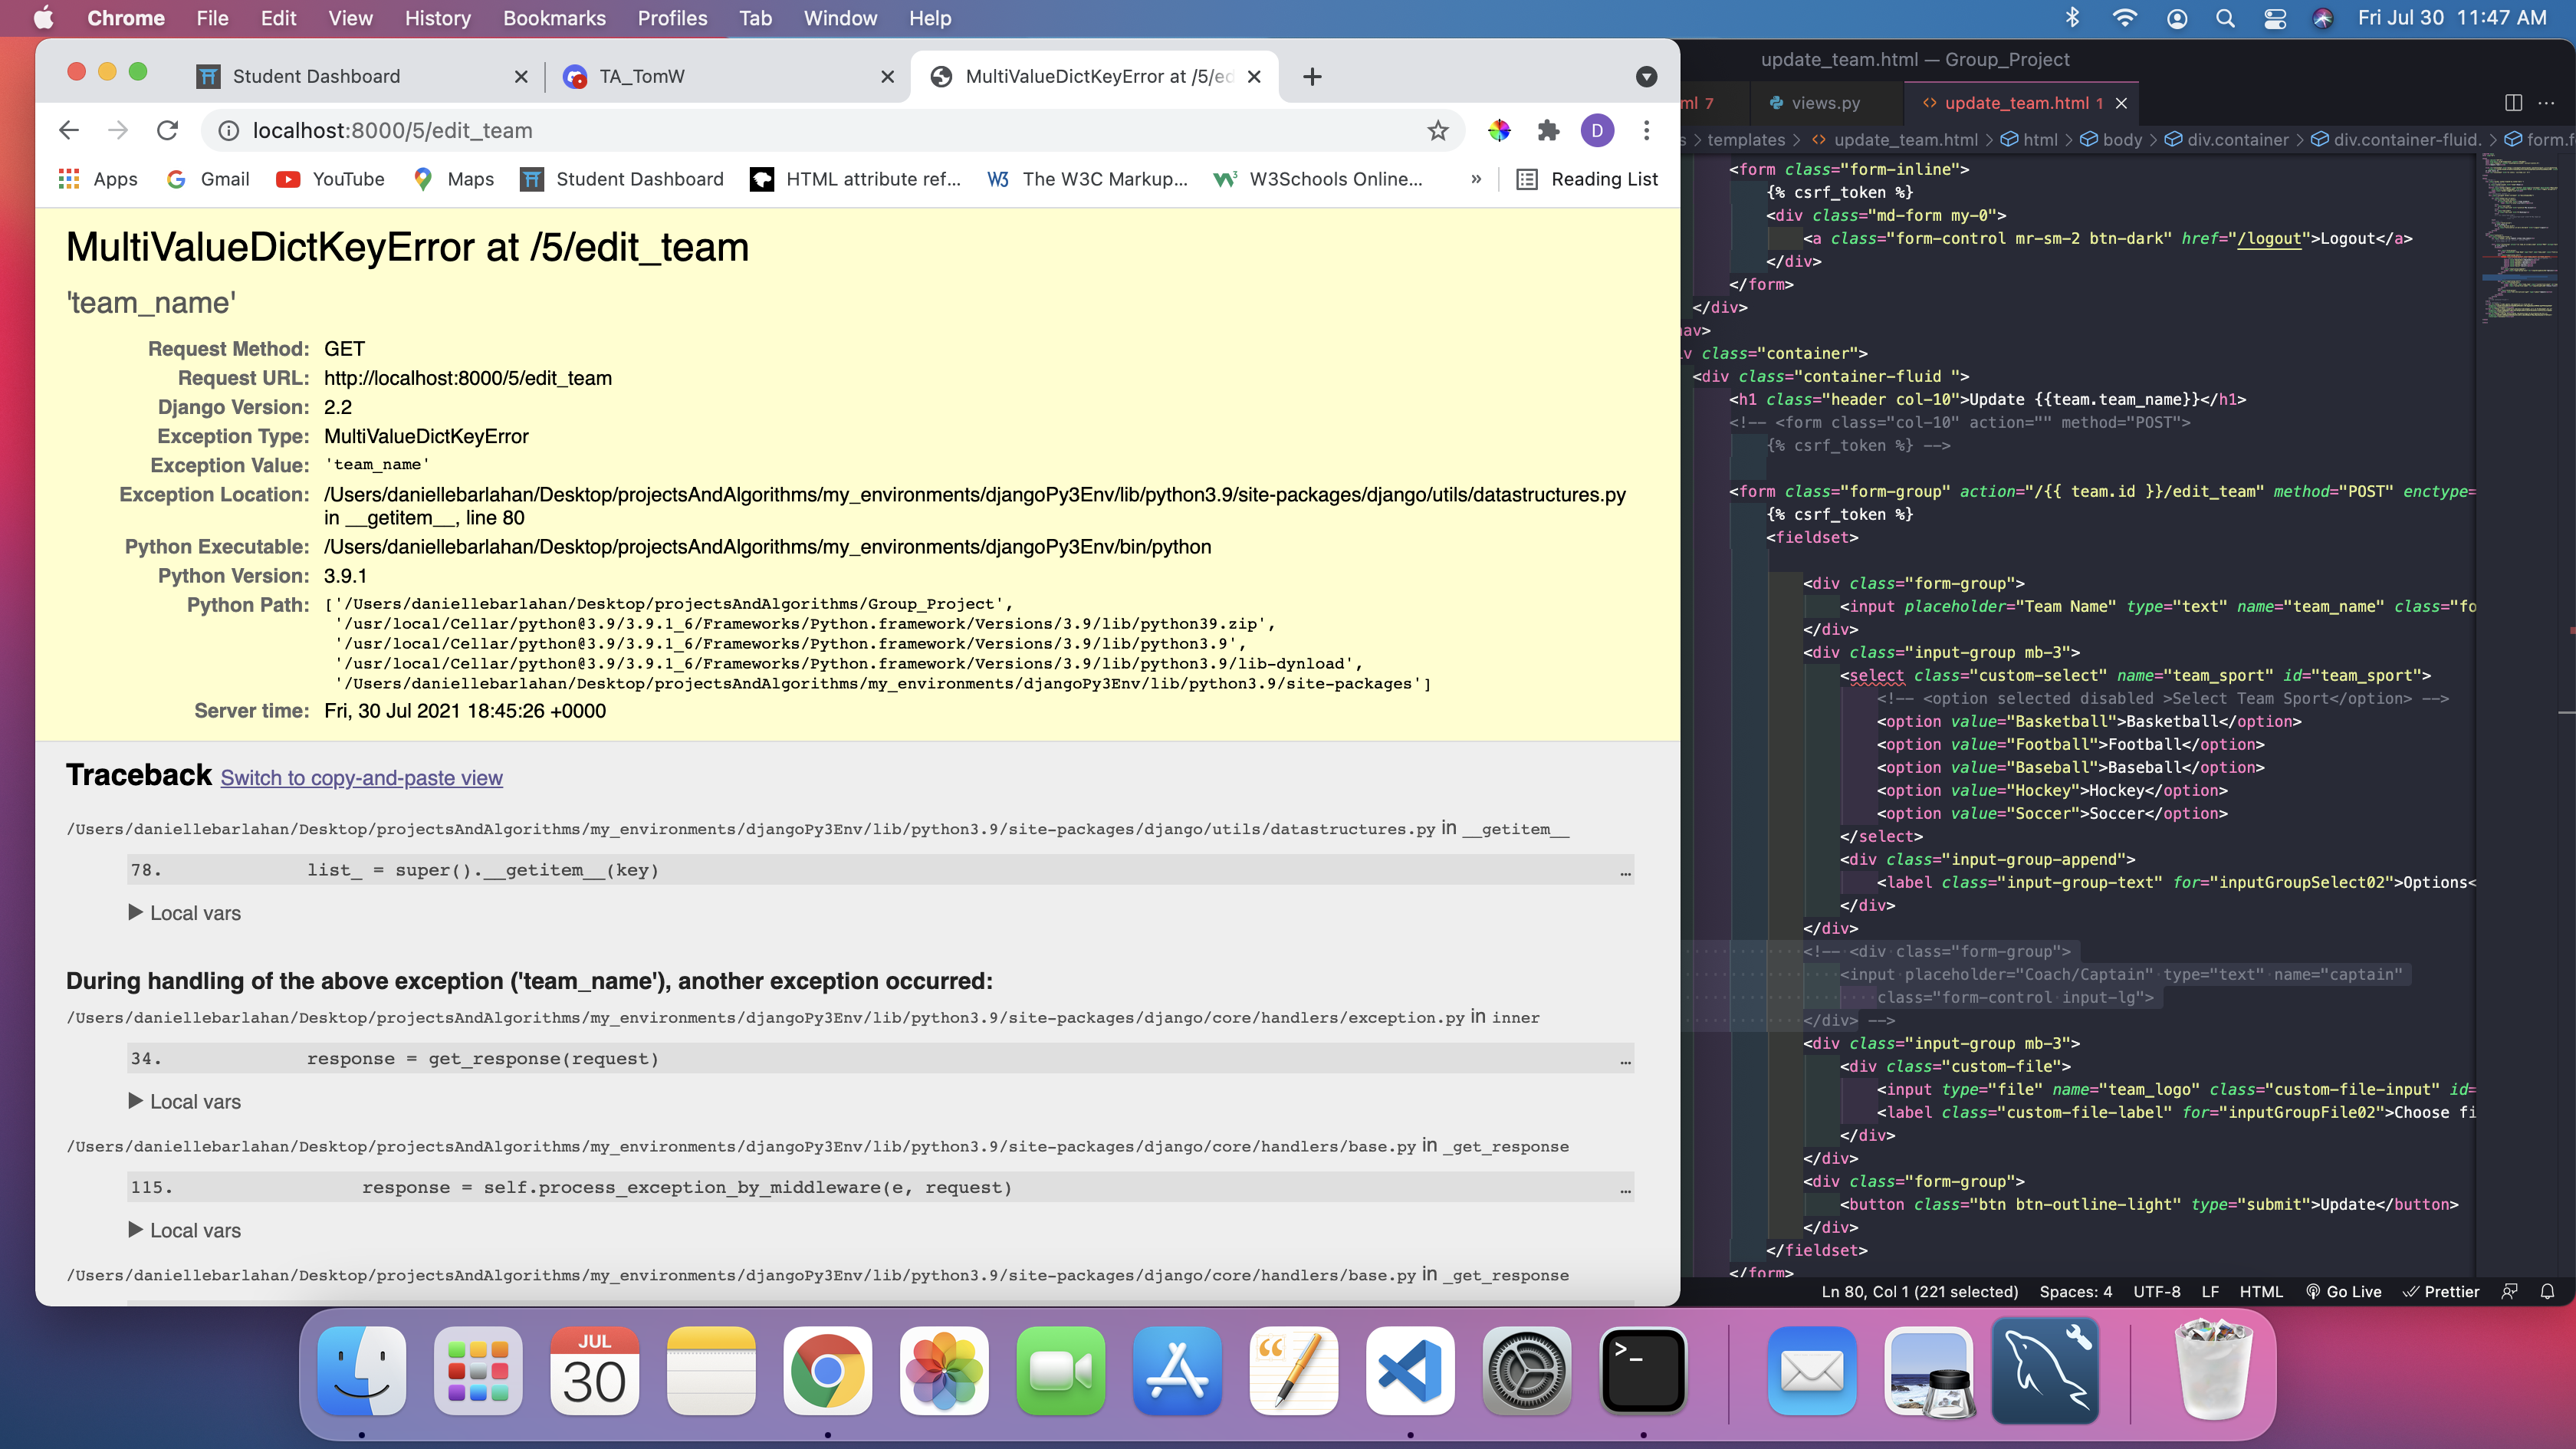 Chrome File Edit View History Bookmarks Profiles Tab Window Help
Fri Jul 30 11:47 AM
Student Dashboard
TA_TomW
MultiValueDictKeyError at /5/ed
localhost:8000/5/edit_team
D
Apps Gmail YouTube Maps Student Dashboard HTML attribute ref... The W3C Markup... W3Schools Online... » Reading List
MultiValueDictKeyError at /5/edit_team
'team_name'
Request Method: GET
Request URL: http://localhost:8000/5/edit_team
Django Version: 2.2
Exception Type: MultiValueDictKeyError
Exception Value: 'team_name'
Exception Location: /Users/daniellebarlahan/Desktop/projectsAndAlgorithms/my_environments/djangoPy3Env/lib/python3.9/site-packages/django/utils/datastructures.py
in __getitem__, line 80
Python Executable: /Users/daniellebarlahan/Desktop/projectsAndAlgorithms/my_environments/djangoPy3Env/bin/python
Python Version: 3.9.1
Python Path: ['/Users/daniellebarlahan/Desktop/projectsAndAlgorithms/Group_Project',
'/usr/local/Cellar/python@3.9/3.9.1_6/Frameworks/Python.framework/Versions/3.9/lib/python39.zip',
'/usr/local/Cellar/python@3.9/3.9.1_6/Frameworks/Python.framework/Versions/3.9/lib/python3.9',
'/usr/local/Cellar/python@3.9/3.9.1_6/Frameworks/Python.framework/Versions/3.9/lib/python3.9/lib-dynload',
'/Users/daniellebarlahan/Desktop/projectsAndAlgorithms/my_environments/djangoPy3Env/lib/python3.9/site-packages']
Server time: Fri, 30 Jul 2021 18:45:26 +0000
Traceback Switch to copy-and-paste view
/Users/daniellebarlahan/Desktop/projectsAndAlgorithms/my_environments/djangoPy3Env/lib/python3.9/site-packages/django/utils/datastructures.py in __getitem__
78. list_ = super().__getitem__(key) …
▶ Local vars
During handling of the above exception ('team_name'), another exception occurred:
/Users/daniellebarlahan/Desktop/projectsAndAlgorithms/my_environments/djangoPy3Env/lib/python3.9/site-packages/django/core/handlers/exception.py in inner
34. response = get_response(request) …
▶ Local vars
/Users/daniellebarlahan/Desktop/projectsAndAlgorithms/my_environments/djangoPy3Env/lib/python3.9/site-packages/django/core/handlers/base.py in _get_response
115. response = self.process_exception_by_middleware(e, request) …
▶ Local vars
/Users/daniellebarlahan/Desktop/projectsAndAlgorithms/my_environments/djangoPy3Env/lib/python3.9/site-packages/django/core/handlers/base.py in _get_response
update_team.html — Group_Project
ml 7 views.py update_team.html 1
s > templates > update_team.html > html > body > div.container > div.container-fluid. > form.f
<form class="form-inline">
{% csrf_token %}
<div class="md-form my-0">
<a class="form-control mr-sm-2 btn-dark" href="/logout">Logout</a>
</div>
</form>
</div>
av>
v class="container">
<div class="container-fluid ">
<h1 class="header col-10">Update {{team.team_name}}</h1>
<!-- <form class="col-10" action="" method="POST">
{% csrf_token %} -->
<form class="form-group" action="/{{ team.id }}/edit_team" method="POST" enctype=
{% csrf_token %}
<fieldset>
<div class="form-group">
<input placeholder="Team Name" type="text" name="team_name" class="fo
</div>
<div class="input-group mb-3">
<select class="custom-select" name="team_sport" id="team_sport">
<!-- <option selected disabled >Select Team Sport</option> -->
<option value="Basketball">Basketball</option>
<option value="Football">Football</option>
<option value="Baseball">Baseball</option>
<option value="Hockey">Hockey</option>
<option value="Soccer">Soccer</option>
</select>
<div class="input-group-append">
<label class="input-group-text" for="inputGroupSelect02">Options<
</div>
</div>
<!-- <div class="form-group">
<input placeholder="Coach/Captain" type="text" name="captain"
class="form-control input-lg">
</div> -->
<div class="input-group mb-3">
<div class="custom-file">
<input type="file" name="team_logo" class="custom-file-input" id=
<label class="custom-file-label" for="inputGroupFile02">Choose fi
</div>
</div>
<div class="form-group">
<button class="btn btn-outline-light" type="submit">Update</button>
</div>
</fieldset>
</form>
Ln 80, Col 1 (221 selected) Spaces: 4 UTF-8 LF HTML Go Live Prettier
JUL
30